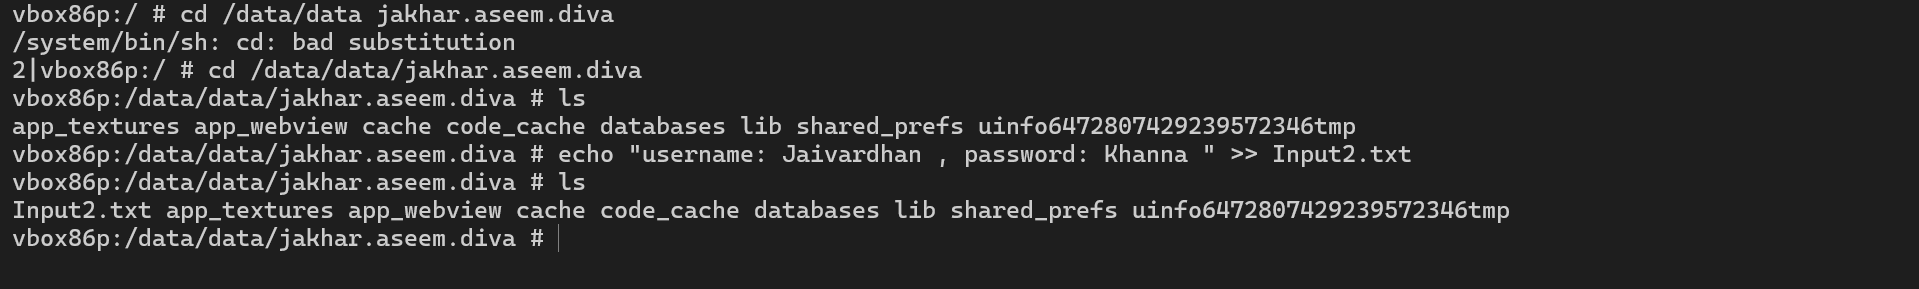 vbox86p:/ # cd /data/data jakhar.aseem.diva
/system/bin/sh: cd: bad substitution
2|vbox86p:/ # cd /data/data/jakhar.aseem.diva
vbox86p:/data/data/jakhar.aseem.diva # ls
app_textures app_webview cache code_cache databases lib shared_prefs uinfo6472807429239572346tmp
vbox86p:/data/data/jakhar.aseem.diva # echo "username: Jaivardhan , password: Khanna " >> Input2.txt
vbox86p:/data/data/jakhar.aseem.diva # ls
Input2.txt app_textures app_webview cache code_cache databases lib shared_prefs uinfo6472807429239572346tmp
vbox86p:/data/data/jakhar.aseem.diva #